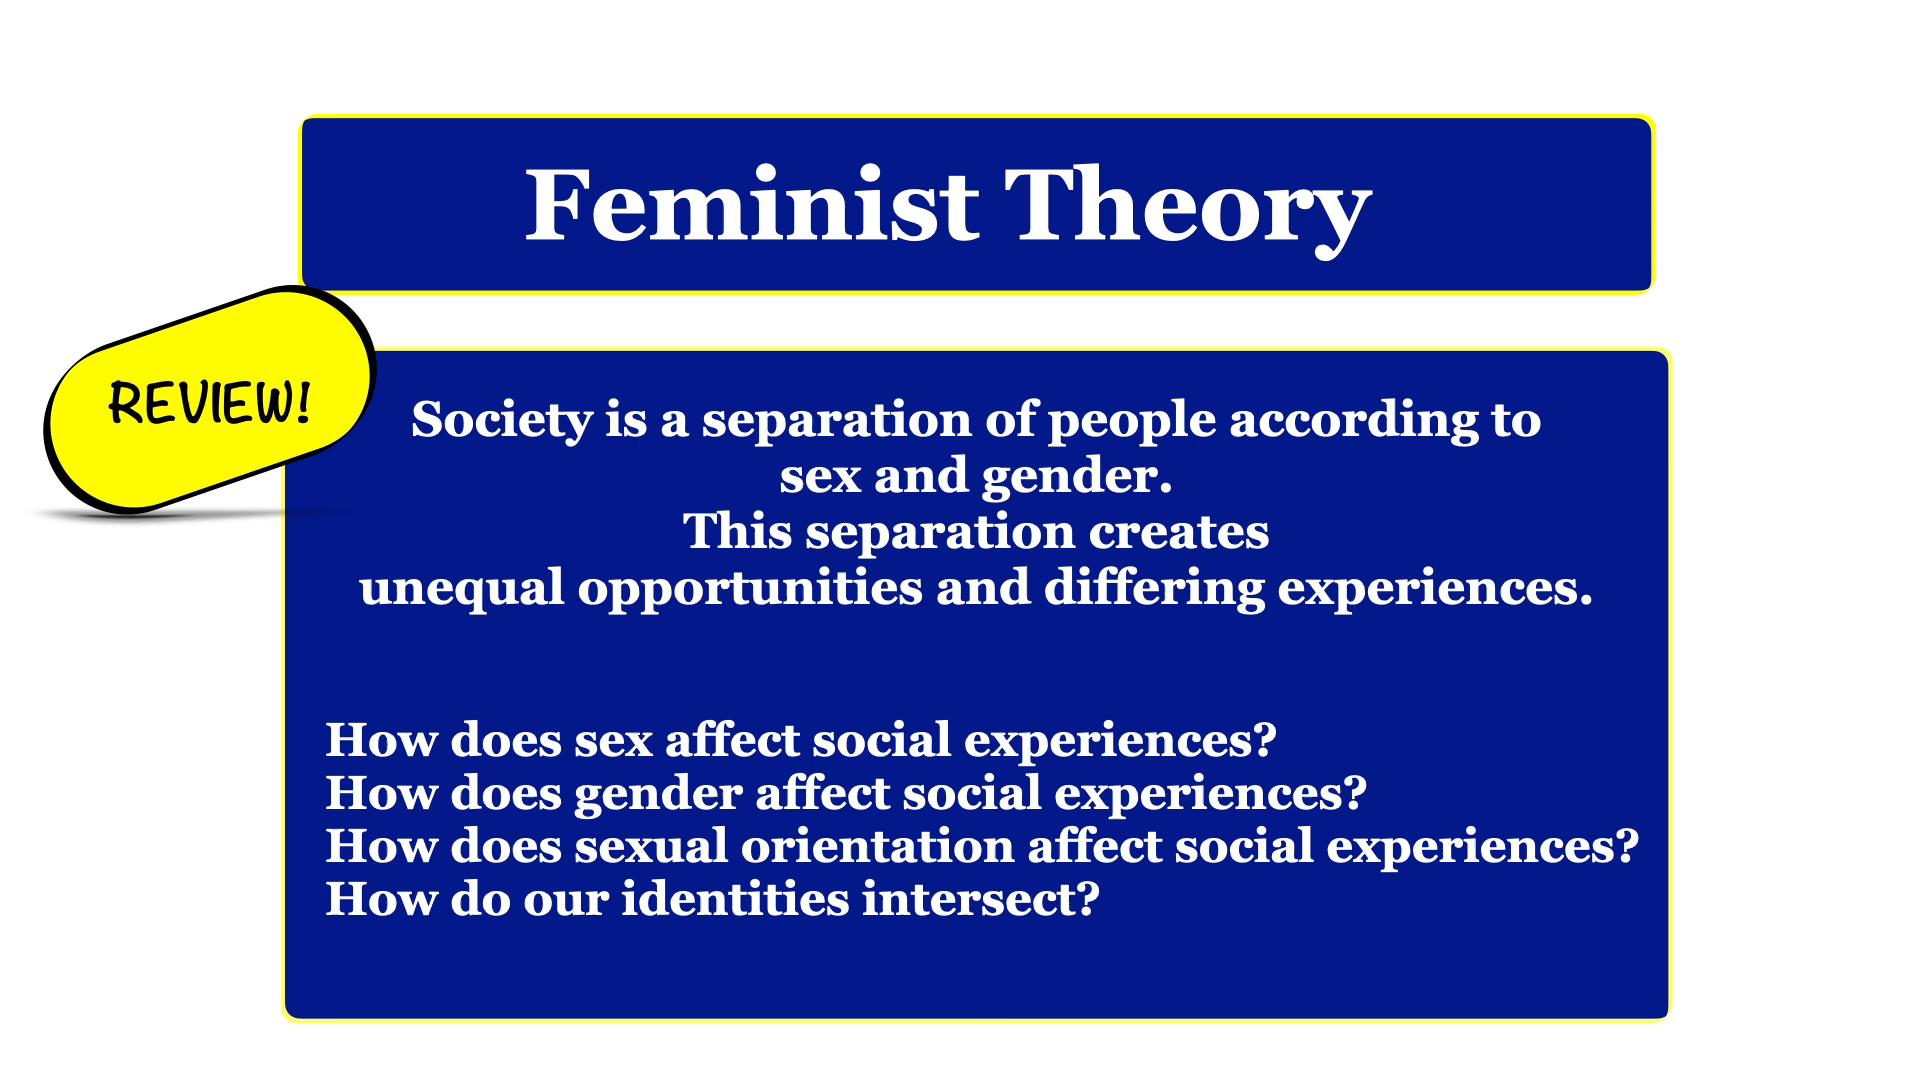 Feminist Theory
REVIEW!
Society is a separation of people according to
sex and gender.
This separation creates
unequal opportunities and differing experiences.
How does sex affect social experiences?
How does gender affect social experiences?
How does sexual orientation affect social experiences?
How do our identities intersect?